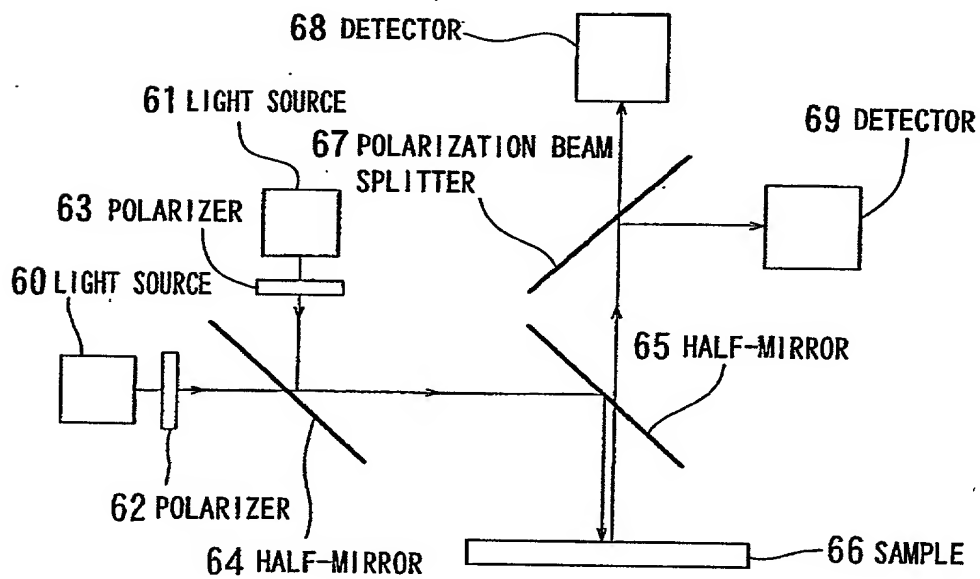 68 DETECTOR
61 LIGHT SOURCE
69 DETECTOR
67 POLARIZATION BEAM
SPLITTER
63 POLARIZER
60 LIGHT SOURCE
65 HALF-MIRROR
62 POLARIZER
64 HALF-MIRROR
66 SAMPLE